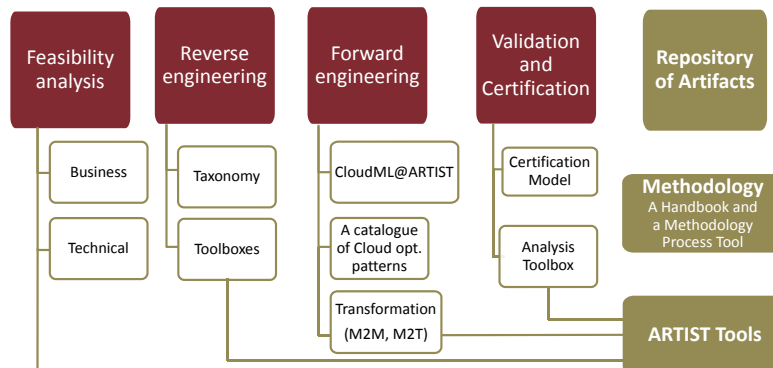 Feasibility
analysis
Reverse
engineering
Forward
engineering
Validation
and
Certification
Repository
of Artifacts
Business
Technical
Taxonomy
Toolboxes
CloudML@ARTIST
A catalogue
of Cloud opt.
patterns
Transformation
(M2M, M2T)
Certification
Model
Analysis
Toolbox
Methodology
A Handbook and
a Methodology
Process Tool
ARTIST Tools